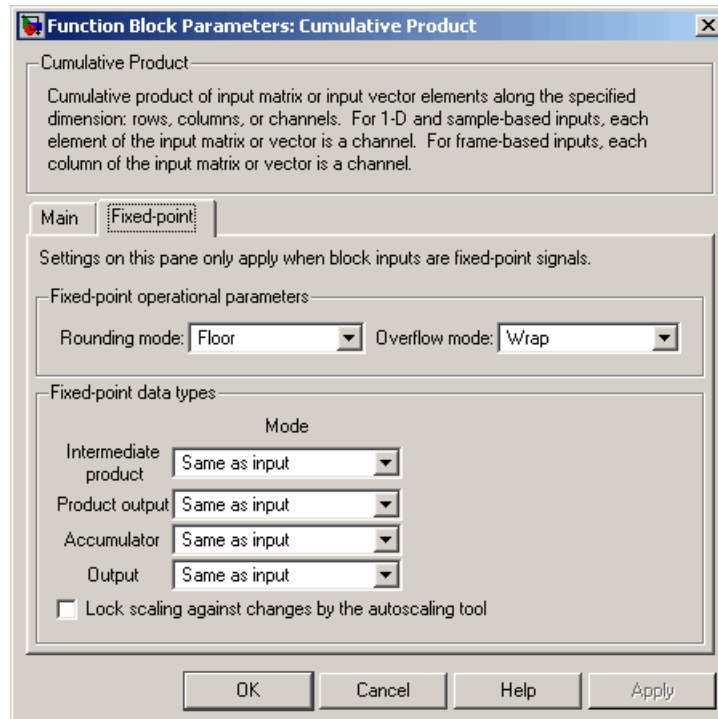 Function Block Parameters: Cumulative Product
Cumulative Product
Cumulative product of input matrix or input vector elements along the specified
dimension: rows, columns, or channels. For 1-D and sample-based inputs, each
element of the input matrix or vector is a channel. For frame-based inputs, each
column of the input matrix or vector is a channel.
Main Fixed-point
Settings on this pane only apply when block inputs are fixed-point signals.
Fixed-point operational parameters
Rounding mode: Floor Overflow mode: Wrap
Fixed-point data types
Mode
Intermediate
product Same as input
Product output Same as input
Accumulator Same as input
Output Same as input
Lock scaling against changes by the autoscaling tool
OK Cancel Help Apply